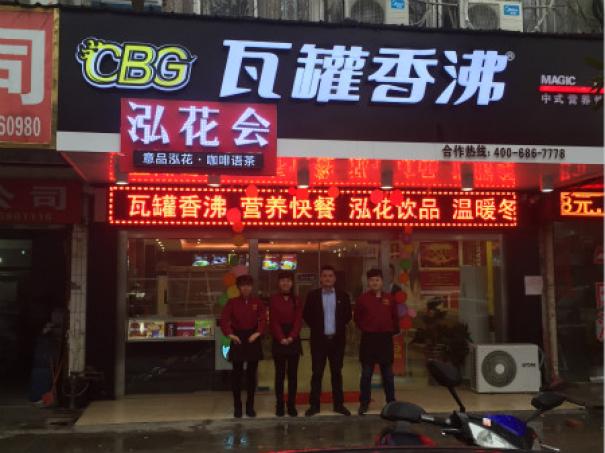 CBG 瓦罐香沸®
MAGIC
中式营养
司
60980
泓花会
意品泓花·咖啡语茶
合作热线:400-686-7778
公司
瓦罐香沸 营养快餐 泓花饮品 温暖冬
8元